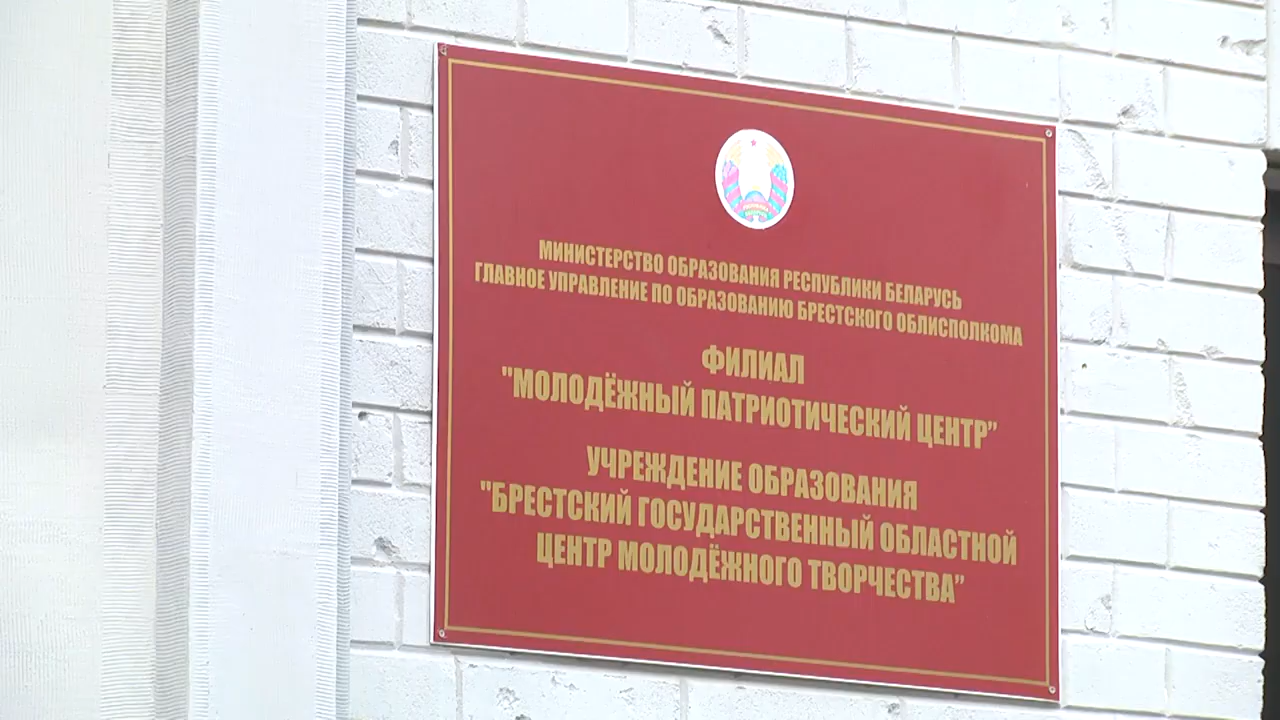 МИНИСТЕРСТВО ОБРАЗОВАНИЯ РЕСПУБЛИКИ БЕЛАРУСЬ
ГЛАВНОЕ УПРАВЛЕНИЕ ПО ОБРАЗОВАНИЮ БРЕСТСКОГО ОБЛИСПОЛКОМА
ФИЛИАЛ
"МОЛОДЁЖНЫЙ ПАТРИОТИЧЕСКИЙ ЦЕНТР”
УЧРЕЖДЕНИЕ ОБРАЗОВАНИЯ
"БРЕСТСКИЙ ГОСУДАРСТВЕННЫЙ ОБЛАСТНОЙ
ЦЕНТР МОЛОДЁЖНОГО ТВОРЧЕСТВА”